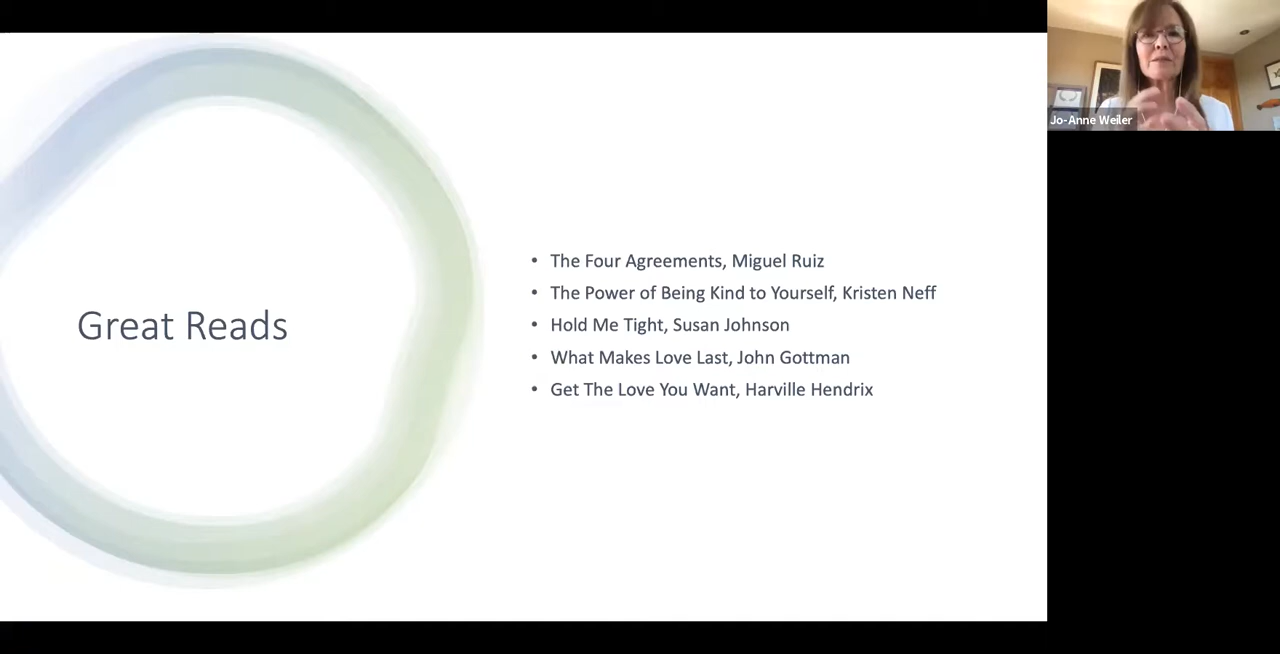 Great Reads
• The Four Agreements, Miguel Ruiz
• The Power of Being Kind to Yourself, Kristen Neff
• Hold Me Tight, Susan Johnson
• What Makes Love Last, John Gottman
• Get The Love You Want, Harville Hendrix
Jo-Anne Weiler